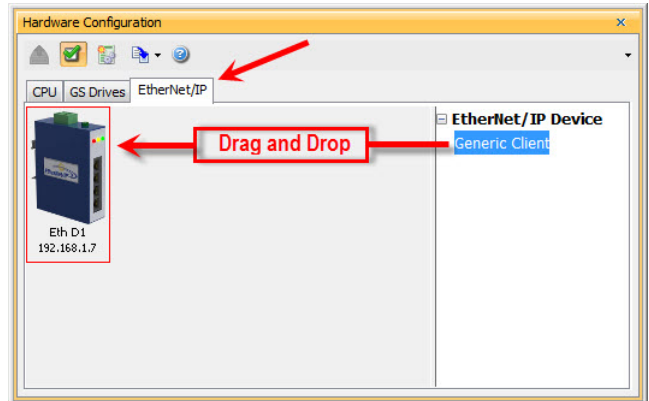 Hardware Configuration
CPU
GS Drives
EtherNet/IP
EtherNet/IP Device
Generic Client
Drag and Drop
Eth D1
192.168.1.7